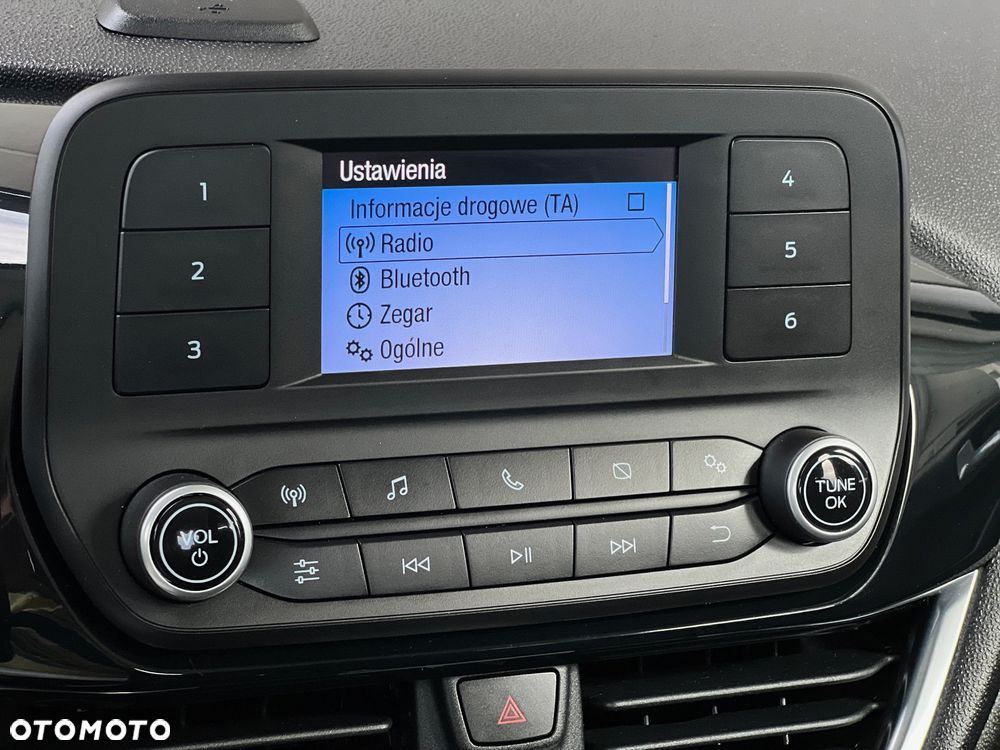 Ustawienia
Informacje drogowe (TA)
Radio
Bluetooth
Zegar
Ogólne
1
2
3
4
5
6
VOL
TUNE
OK
OTOMOTO